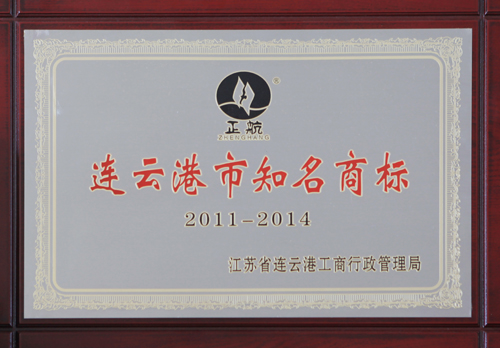 ®
正航
ZHENGHANG
连云港市知名商标
2011-2014
江苏省连云港工商行政管理局